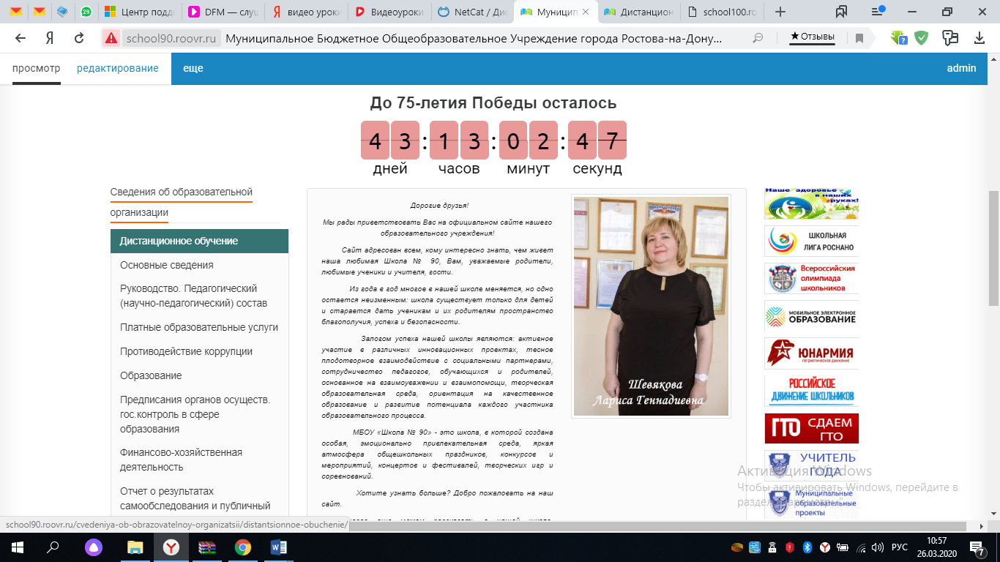 Центр подде
DFM — слуш
видео уроки
Видеоуроки
NetCat / Дис
Муницип
Дистанцион
school100.ro
school90.roovr.ru
Муниципальное Бюджетное Общеобразовательное Учреждение города Ростова-на-Дону...
★ Отзывы
просмотр
редактирование
еще
admin
До 75-летия Победы осталось
43:13:02:47
дней часов минут секунд
Сведения об образовательной
организации
Дистанционное обучение
Основные сведения
Руководство. Педагогический
(научно-педагогический) состав
Платные образовательные услуги
Противодействие коррупции
Образование
Предписания органов осуществ.
гос.контроль в сфере
образования
Финансово-хозяйственная
деятельность
Отчет о результатах
самообследования и публичный
Дорогие друзья!
Мы рады приветствовать Вас на официальном сайте нашего
образовательного учреждения!
Сайт адресован всем, кому интересно знать, чем живет
наша любимая Школа № 90, Вам, уважаемые родители,
любимые ученики и учителя, гости.
Из года в год многое в нашей школе меняется, но одно
остается неизменным: школа существует только для детей
и старается дать ученикам и их родителям пространство
благополучия, успеха и безопасности.
Залогом успеха нашей школы являются: активное
участие в различных инновационных проектах, тесное
плодотворное взаимодействие с социальными партнерами,
сотрудничество педагогов, обучающихся и родителей,
основанное на взаимоуважении и взаимопомощи, творческая
образовательная среда, ориентация на качественное
образование и развитие потенциала каждого участника
образовательного процесса.
МБОУ «Школа № 90» - это школа, в которой создана
особая, эмоционально привлекательная среда, яркая
атмосфера общешкольных праздников, конкурсов и
мероприятий, концертов и фестивалей, творческих игр и
соревнований.
Хотите узнать больше? Добро пожаловать на наш
сайт.
Шевякова
Лариса Геннадиевна
Наше здоровье -
в наших
руках!
ШКОЛЬНАЯ
ЛИГА РОСНАНО
Всероссийския
олимпиада
школьников
МОБИЛЬНОЕ ЭЛЕКТРОННОЕ
ОБРАЗОВАНИЕ
ЮНАРМИЯ
РОССИЙСКОЕ
ДВИЖЕНИЕ ШКОЛЬНИКОВ
ГТО
СДАЕМ
ГТО
УЧИТЕЛЬ
ГОДА
Муниципальные
образовательные
проекты
Активация Windows
Чтобы активировать Windows, перейдите в
раздел "Параметры".
school90.roovr.ru/cvedeniya-ob-obrazovatelnoy-organizatsii/distantsionnoe-obuchenie/
РУС
10:57
26.03.2020